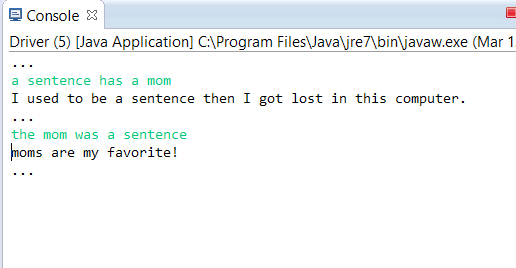 Console
Driver (5) [Java Application] C:\Program Files\Java\jre7\bin\javaw.exe (Mar 1
...
a sentence has a mom
I used to be a sentence then I got lost in this computer.
...
the mom was a sentence
moms are my favorite!
...